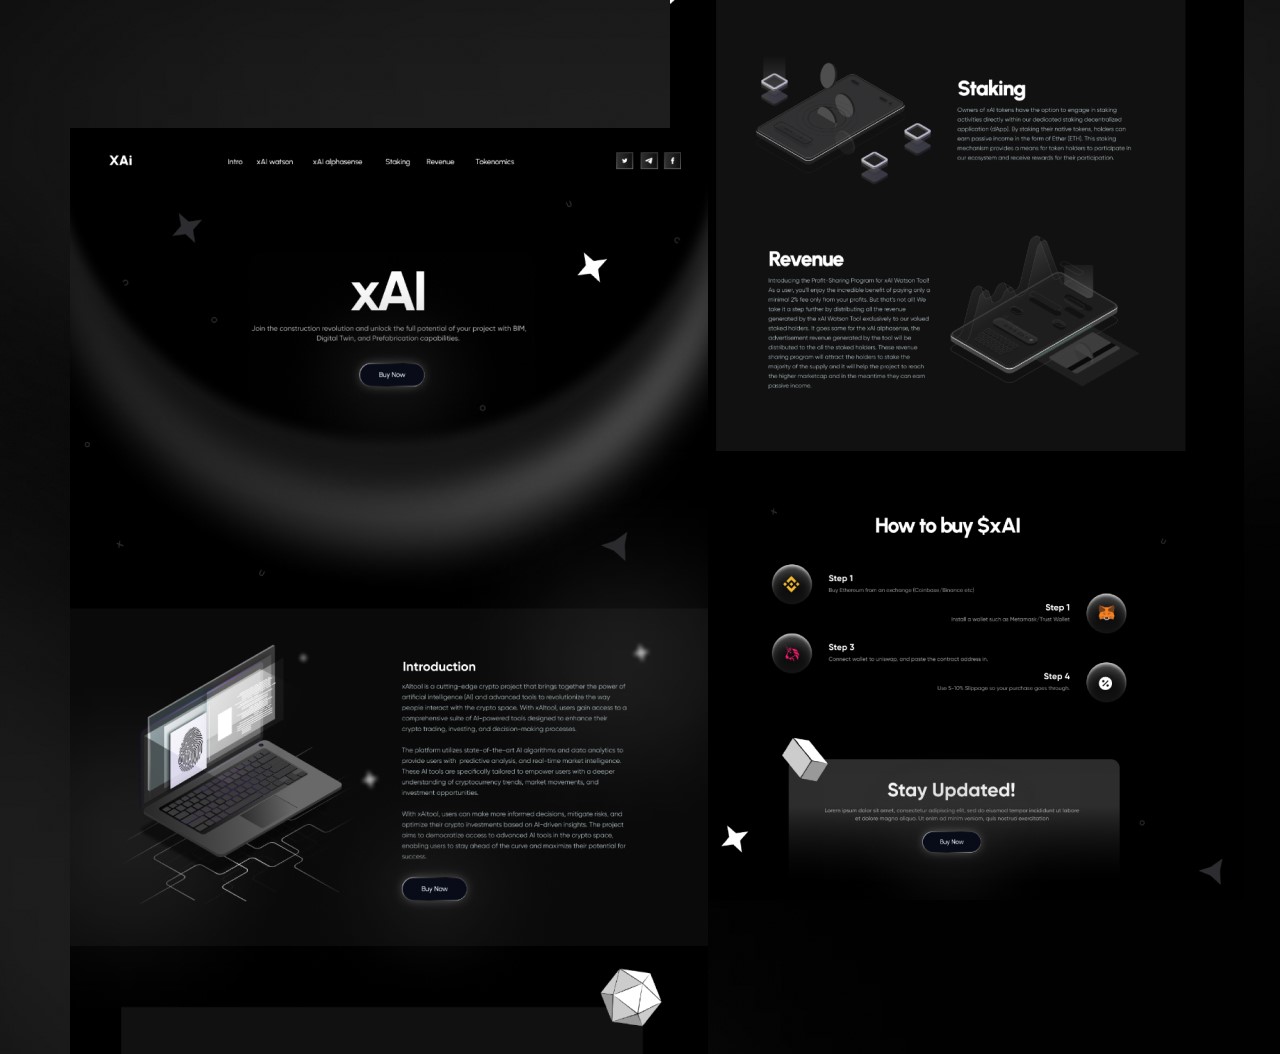 XAi
Intro xAI watson xAI alphasense Staking Revenue Tokenomics
xAI
Join the construction revolution and unlock the full potential of your project with BIM,
Digital Twin, and Prefabrication capabilities.
Buy Now
Introduction
xAItool is a cutting-edge crypto project that brings together the power of
artificial intelligence (AI) and advanced tools to revolutionize the way
people interact with the crypto space. With xAItool, users gain access to a
comprehensive suite of AI-powered tools designed to enhance their
crypto trading, investing, and decision-making processes.
The platform utilizes state-of-the-art AI algorithms and data analytics to
provide users with predictive analysis, and real-time market intelligence.
These AI tools are specifically tailored to empower users with a deeper
understanding of cryptocurrency trends, market movements, and
investment opportunities.
With xAItool, users can make more informed decisions, mitigate risks, and
optimize their crypto investments based on AI-driven insights. The project
aims to democratize access to advanced AI tools in the crypto space,
enabling users to stay ahead of the curve and maximize their potential for
success.
Buy Now
Staking
Owners of xAI tokens have the option to engage in staking
activities directly within our dedicated staking decentralized
application (dApp). By staking their native tokens, holders can
earn passive income in the form of Ether (ETH). This staking
mechanism provides a means for token holders to participate in
our ecosystem and receive rewards for their participation.
Revenue
Introducing the Profit-Sharing Program for xAI Watson Tool!
As a user, you'll enjoy the incredible benefit of paying only a
minimal 2% fee only from your profits. But that's not all! We
take it a step further by distributing all the revenue
generated by the xAI Watson Tool exclusively to our valued
staked holders. It goes same for the xAI alphasense, the
advertisement revenue generated by the tool will be
distributed to the all the staked holders. These revenue
sharing program will attract the holders to stake the
majority of the supply and it will help the project to reach
the higher marketcap and in the meantime they can earn
passive income.
How to buy $xAI
Step 1
Buy Ethereum from an exchange (Coinbase/Binance etc)
Step 1
Install a wallet such as Metamask/Trust Wallet
Step 3
Connect wallet to uniswap, and paste the contract address in.
Step 4
Use 5-10% Slippage so your purchase goes through.
Stay Updated!
Lorem ipsum dolor sit amet, consectetur adipiscing elit, sed do eiusmod tempor incididunt ut labore
et dolore magna aliqua. Ut enim ad minim veniam, quis nostrud exercitation
Buy Now